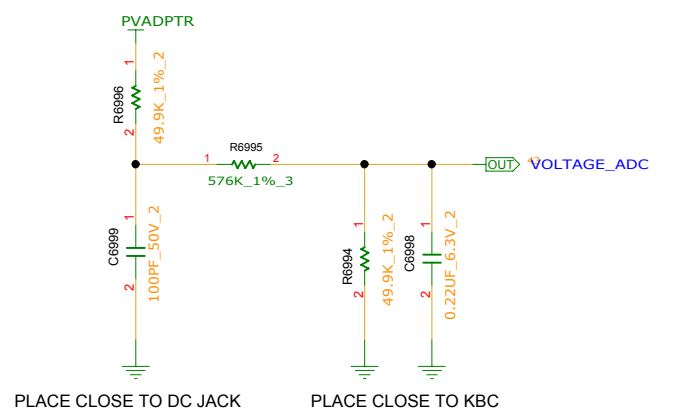 PVADPTR
1
R6996
49.9K_1%_2
2
R6995
1
2
576K_1%_3
OUT
VOLTAGE_ADC
1
C6999
100PF_50V_2
2
1
R6994
49.9K_1%_2
2
1
C6998
0.22UF_6.3V_2
2
PLACE CLOSE TO DC JACK
PLACE CLOSE TO KBC